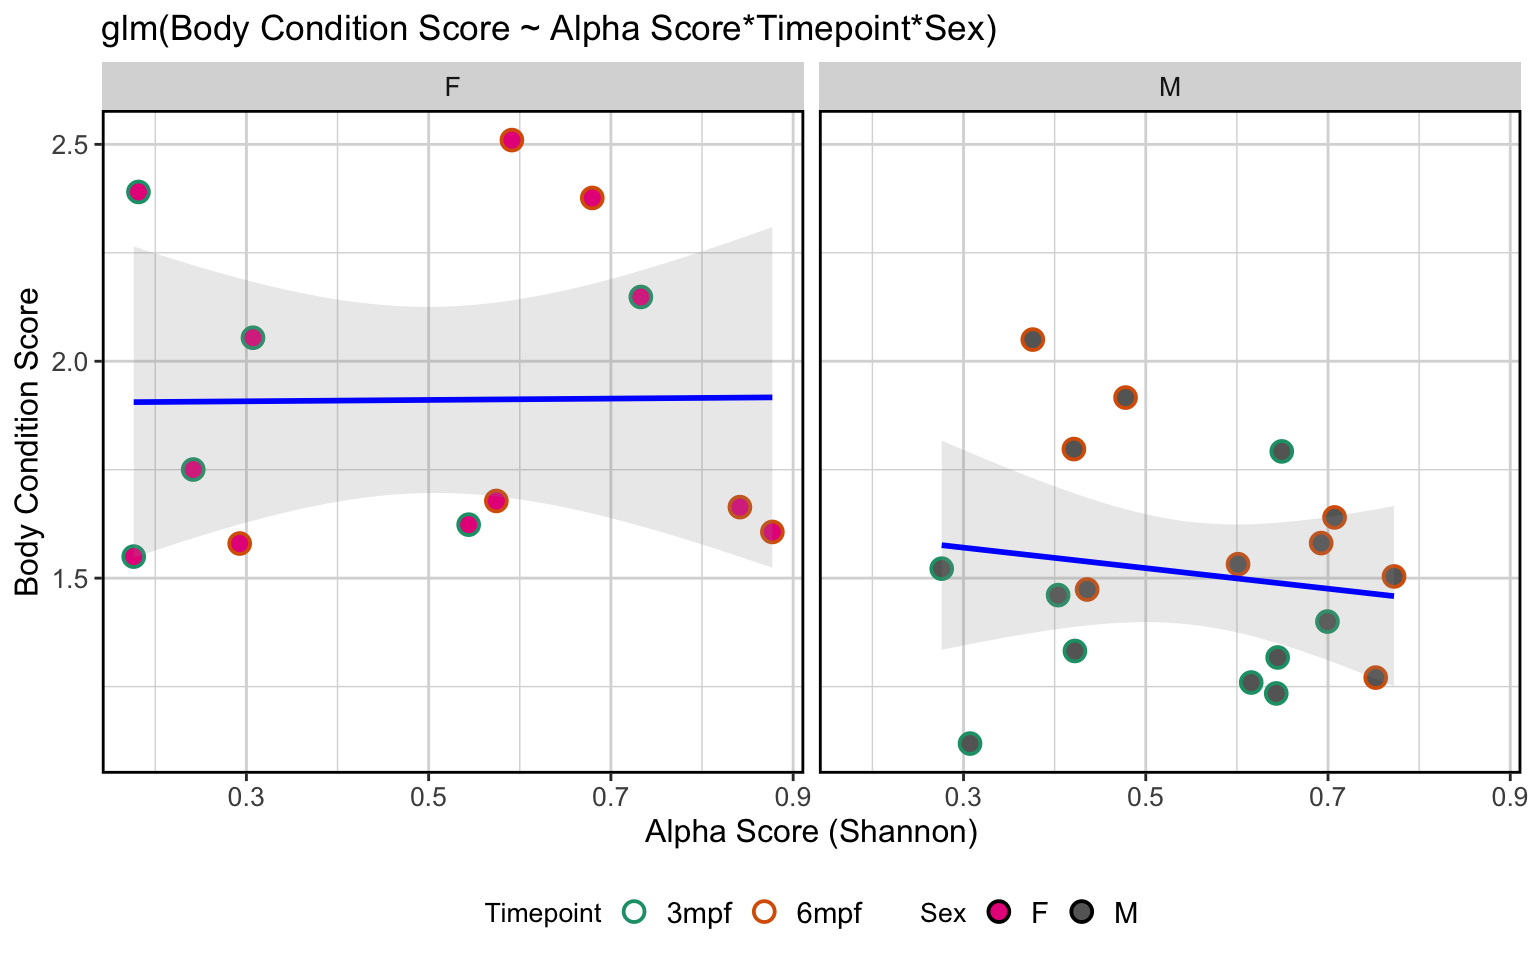 glm(Body Condition Score ~ Alpha Score*Timepoint*Sex)
F M
Body Condition Score
2.5
2.0
1.5
0.3 0.5 0.7 0.9 0.3 0.5 0.7 0.9
Alpha Score (Shannon)
Timepoint 3mpf 6mpf Sex F M